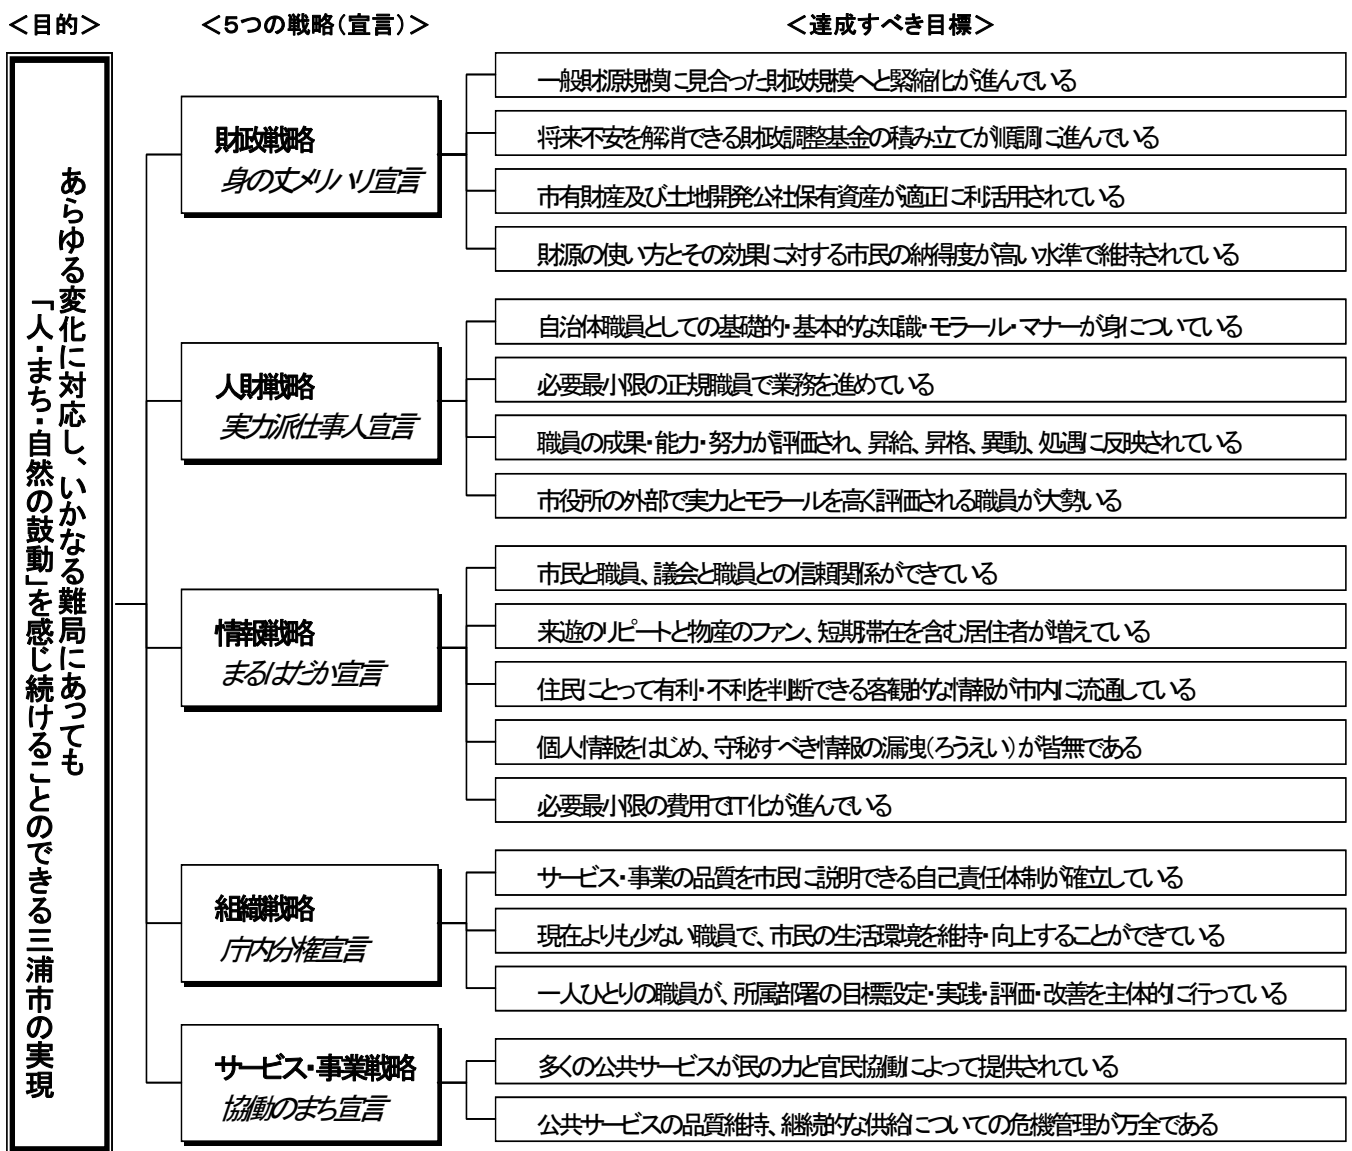 ＜目的＞
＜5つの戦略（宣言）＞
＜達成すべき目標＞
あらゆる変化に対応し、いかなる難局にあっても
「人・まち・自然の鼓動」を感じ続けることのできる三浦市の実現
財政戦略
身の丈メリハリ宣言
一般財源規模に見合った財政規模へと緊縮化が進んでいる
将来不安を解消できる財政調整基金の積み立てが順調に進んでいる
市有財産及び土地開発公社保有資産が適正に利活用されている
財源の使い方とその効果に対する市民の納得度が高い水準で維持されている
人財戦略
実力派仕事人宣言
自治体職員としての基礎的・基本的な知識・モラール・マナーが身についている
必要最小限の正規職員で業務を進めている
職員の成果・能力・努力が評価され、昇給、昇格、異動、処遇に反映されている
市役所の外部で実力とモラールを高く評価される職員が大勢いる
情報戦略
まるはだか宣言
市民と職員、議会と職員との信頼関係ができている
来遊のリピートと物産のファン、短期滞在を含む居住者が増えている
住民にとって有利・不利を判断できる客観的な情報が市内に流通している
個人情報をはじめ、守秘すべき情報の漏洩（ろうえい）が皆無である
必要最小限の費用でIT化が進んでいる
組織戦略
庁内分権宣言
サービス・事業の品質を市民に説明できる自己責任体制が確立している
現在よりも少ない職員で、市民の生活環境を維持・向上することができている
一人ひとりの職員が、所属部署の目標設定・実践・評価・改善を主体的に行っている
サービス・事業戦略
協働のまち宣言
多くの公共サービスが民の力と官民協働によって提供されている
公共サービスの品質維持、継続的な供給についての危機管理が万全である